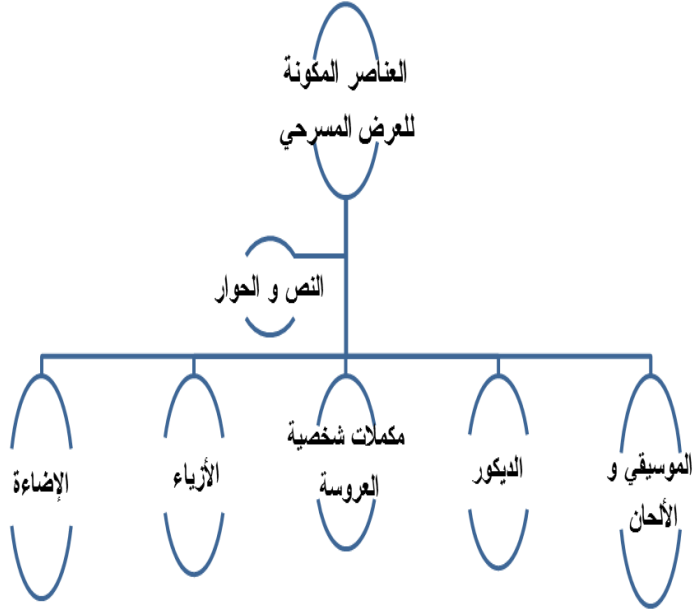 العناصر المكونة
للعرض المسرحي
النص و الحوار
الموسيقي و
الألحان
الديكور
مكملات شخصية
العروسة
الأزياء
الإضاءة